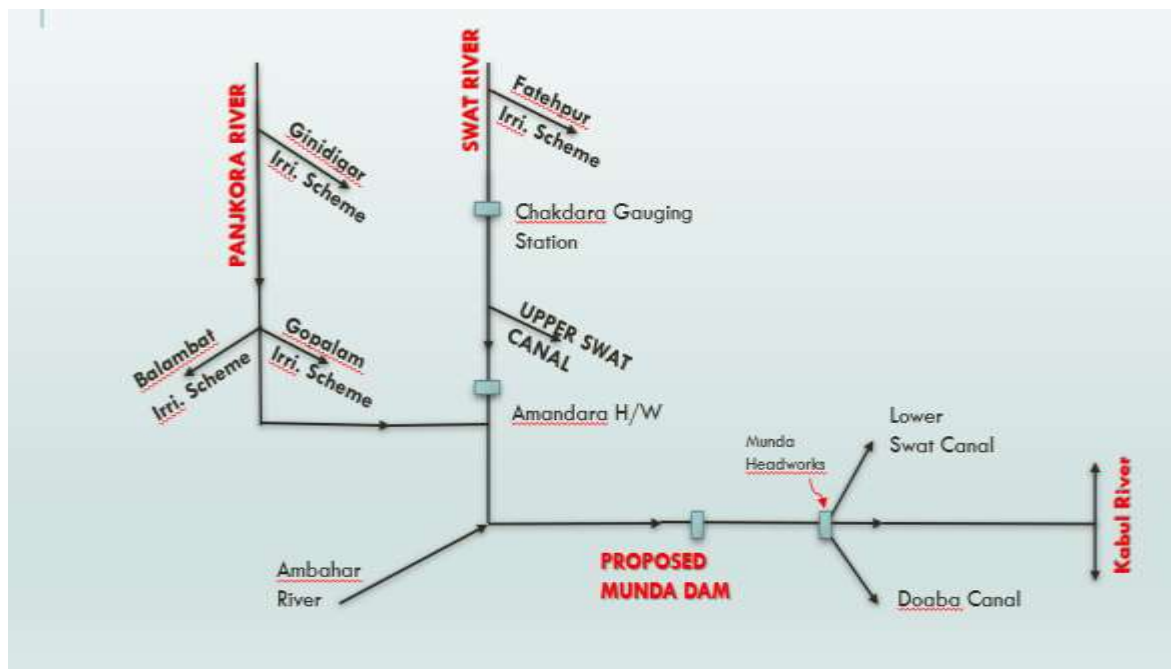 PANJKORA RIVER
Ginidigar
Irri. Scheme
SWAT RIVER
Fatehpur
Irri. Scheme
Chakdara Gauging
Station
UPPER SWAT
CANAL
Balambat
Irri. Scheme
Gopalam
Irri. Scheme
Amandara H/W
Munda
Headworks
Lower
Swat Canal
Kabul River
Ambahar
River
PROPOSED
MUNDA DAM
Doaba Canal